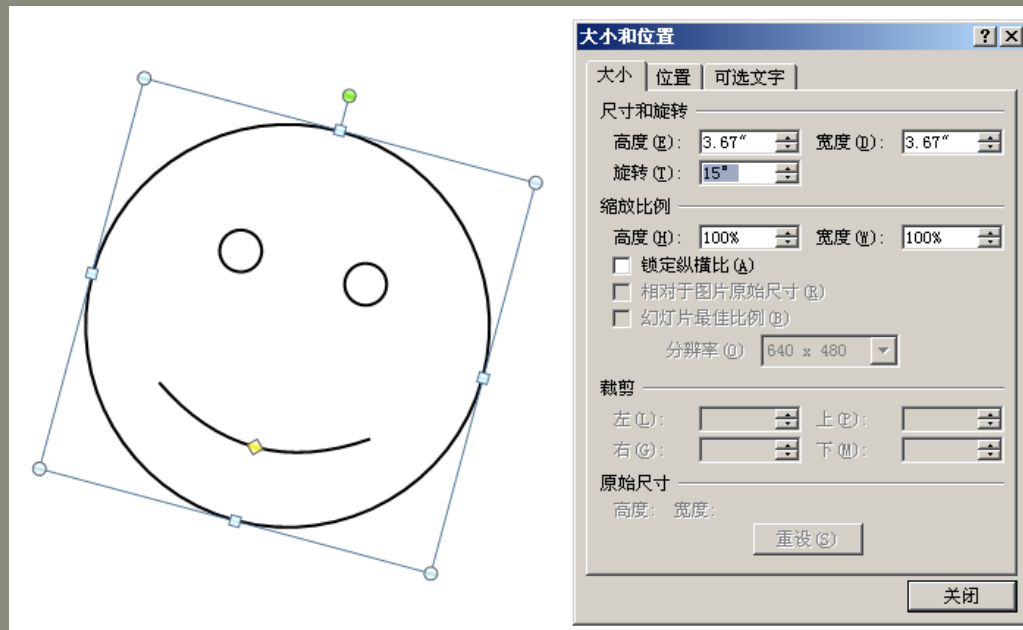 大小和位置
大小 位置 可选文字
尺寸和旋转
高度(E): 3.67" 宽度(D): 3.67"
旋转(T): 15°
缩放比例
高度(H): 100% 宽度(W): 100%
锁定纵横比(A)
相对于图片原始尺寸(R)
幻灯片最佳比例(B)
分辨率(O) 640 x 480
裁剪
左(L): 上(P):
右(G): 下(M):
原始尺寸
高度: 宽度:
重设(S)
关闭